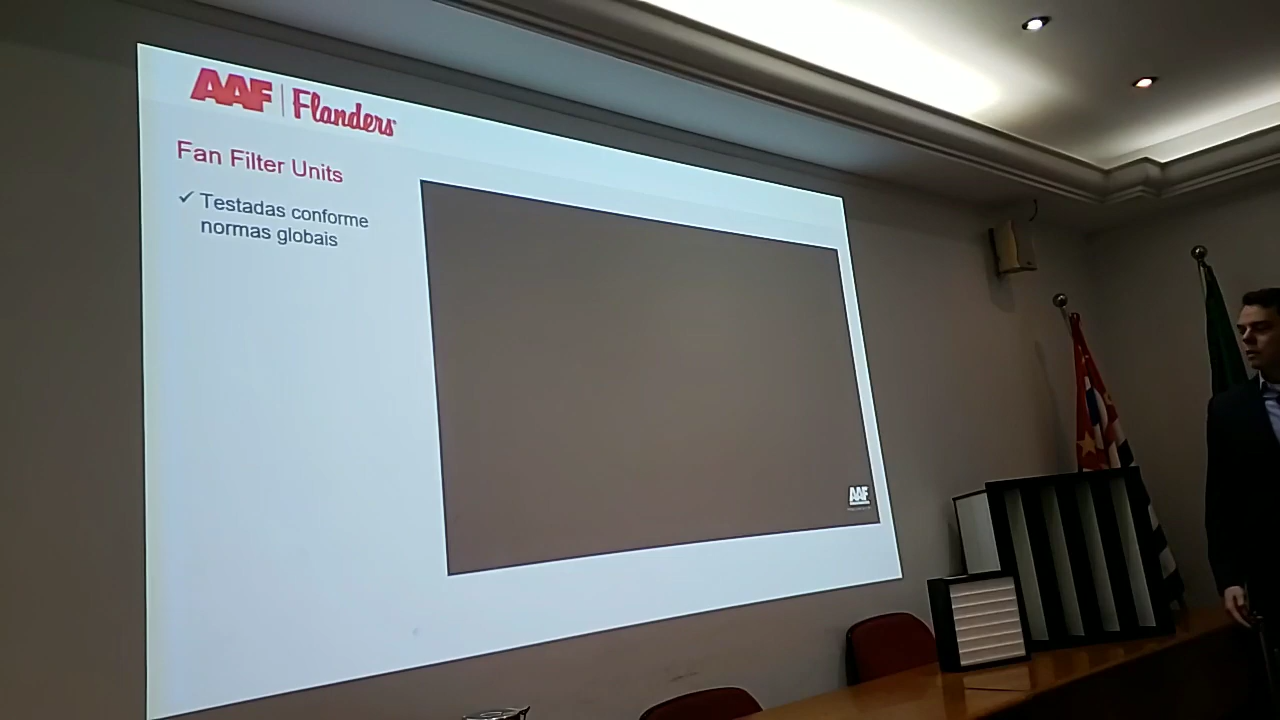 AAF | Flanders
Fan Filter Units
✓ Testadas conforme
normas globais
AAF